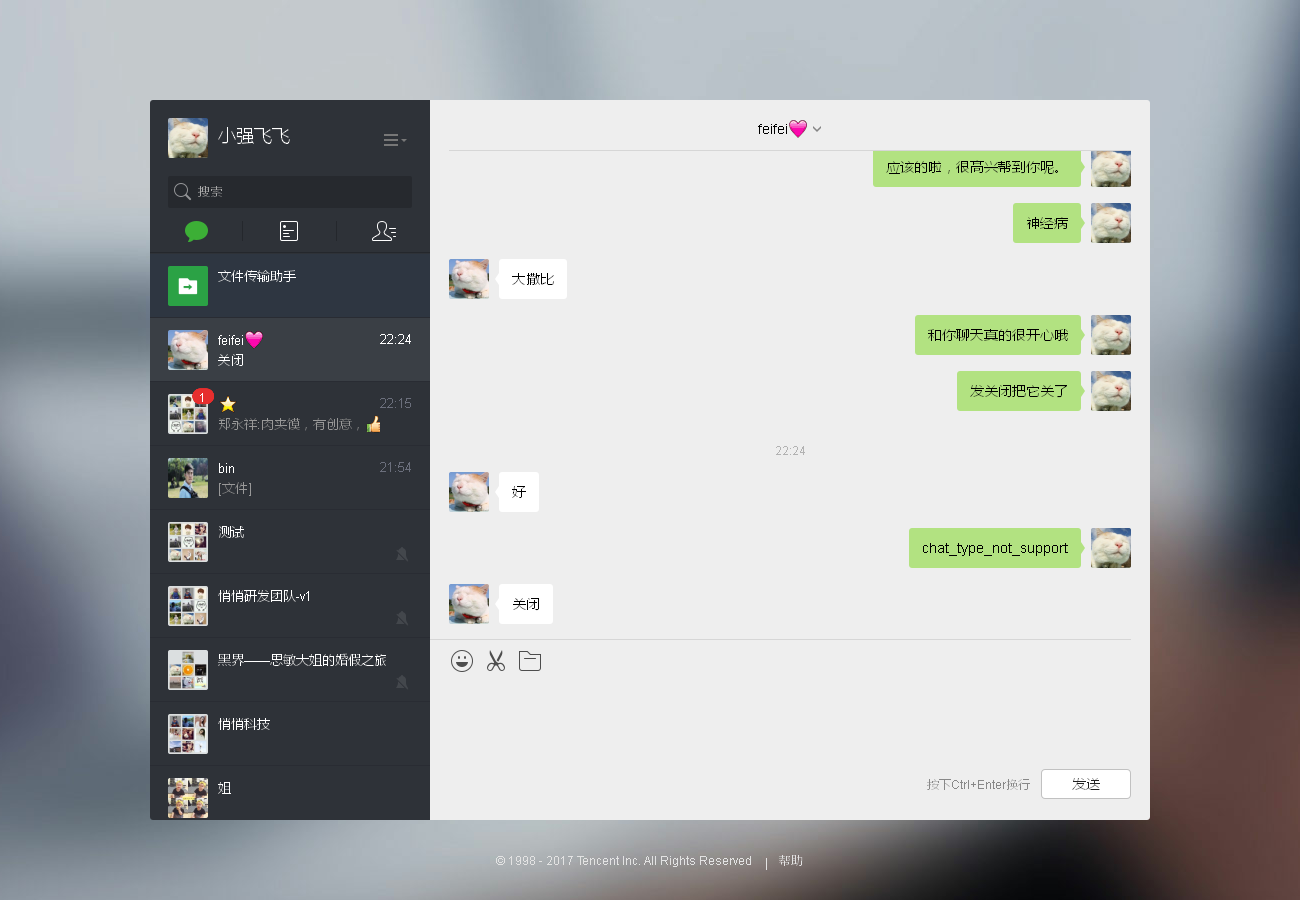 小强飞飞
搜索
文件传输助手
feifei💗 22:24
关闭
1
⭐ 22:15
郑永祥:肉夹馍，有创意，👍
bin 21:54
[文件]
测试
悄悄研发团队-v1
黑界——思敏大姐的婚假之旅
悄悄科技
姐
feifei💗
应该的啦，很高兴帮到你呢。
神经病
大撒比
和你聊天真的很开心哦
发关闭把它关了
22:24
好
chat_type_not_support
关闭
按下Ctrl+Enter换行
发送
© 1998 - 2017 Tencent Inc. All Rights Reserved | 帮助